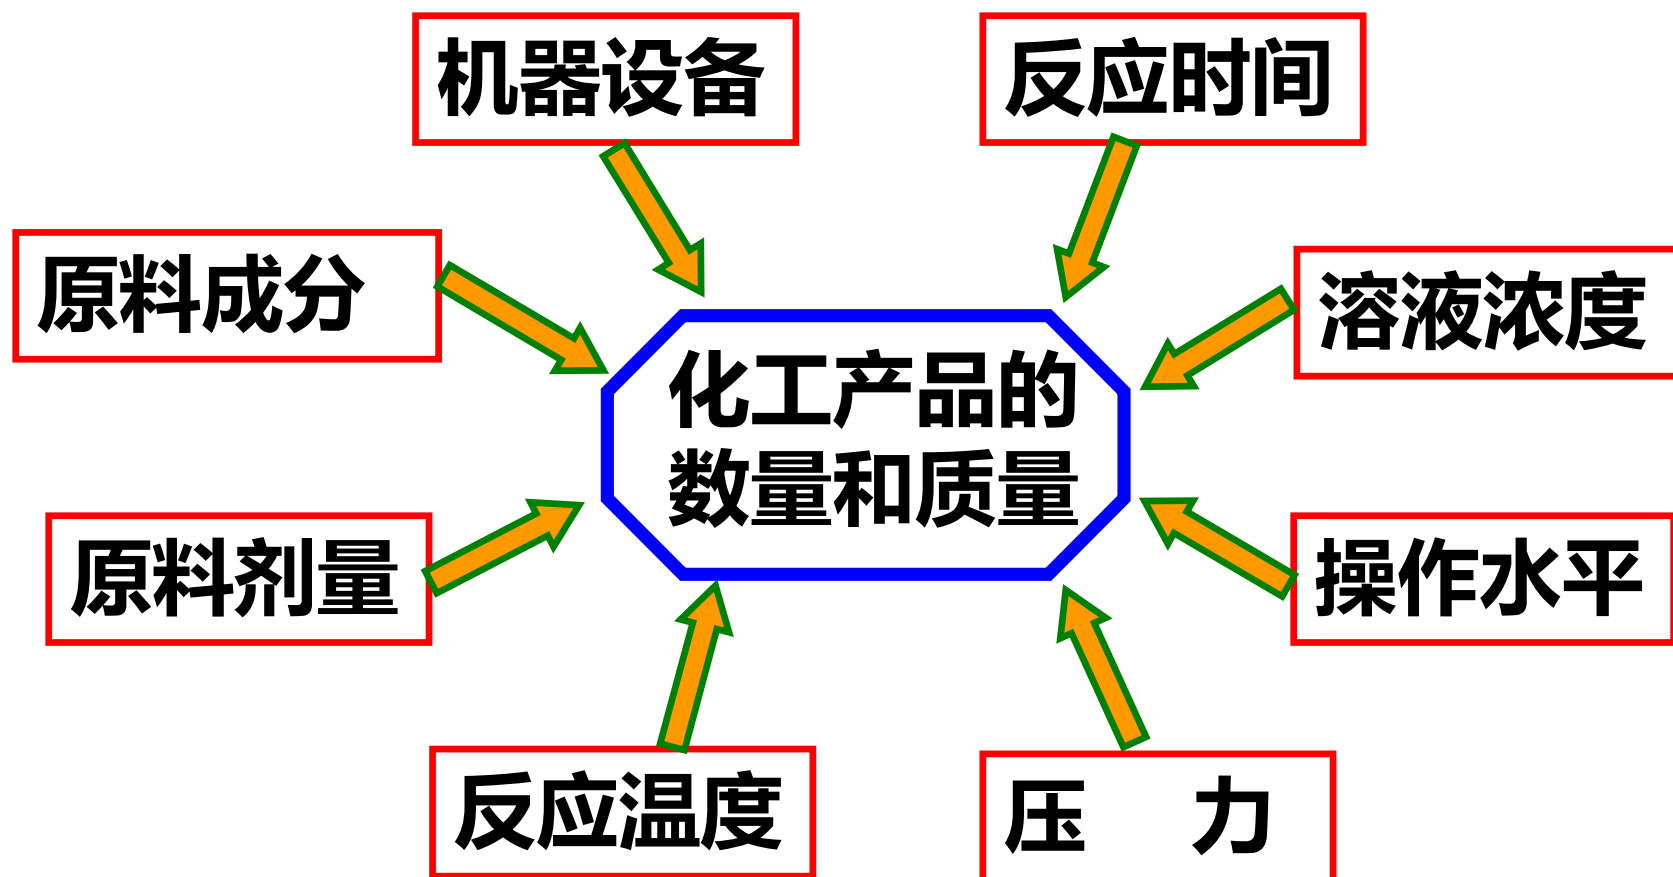 机器设备
反应时间
原料成分
溶液浓度
化工产品的
数量和质量
原料剂量
操作水平
反应温度
压 力